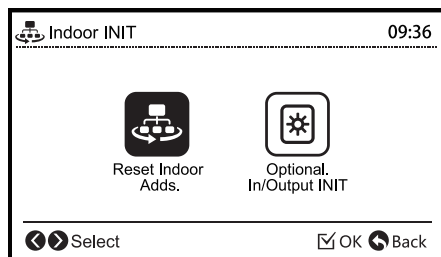 Indoor INIT 09:36
Reset Indoor
Adds.
Optional.
In/Output INIT
Select OK Back